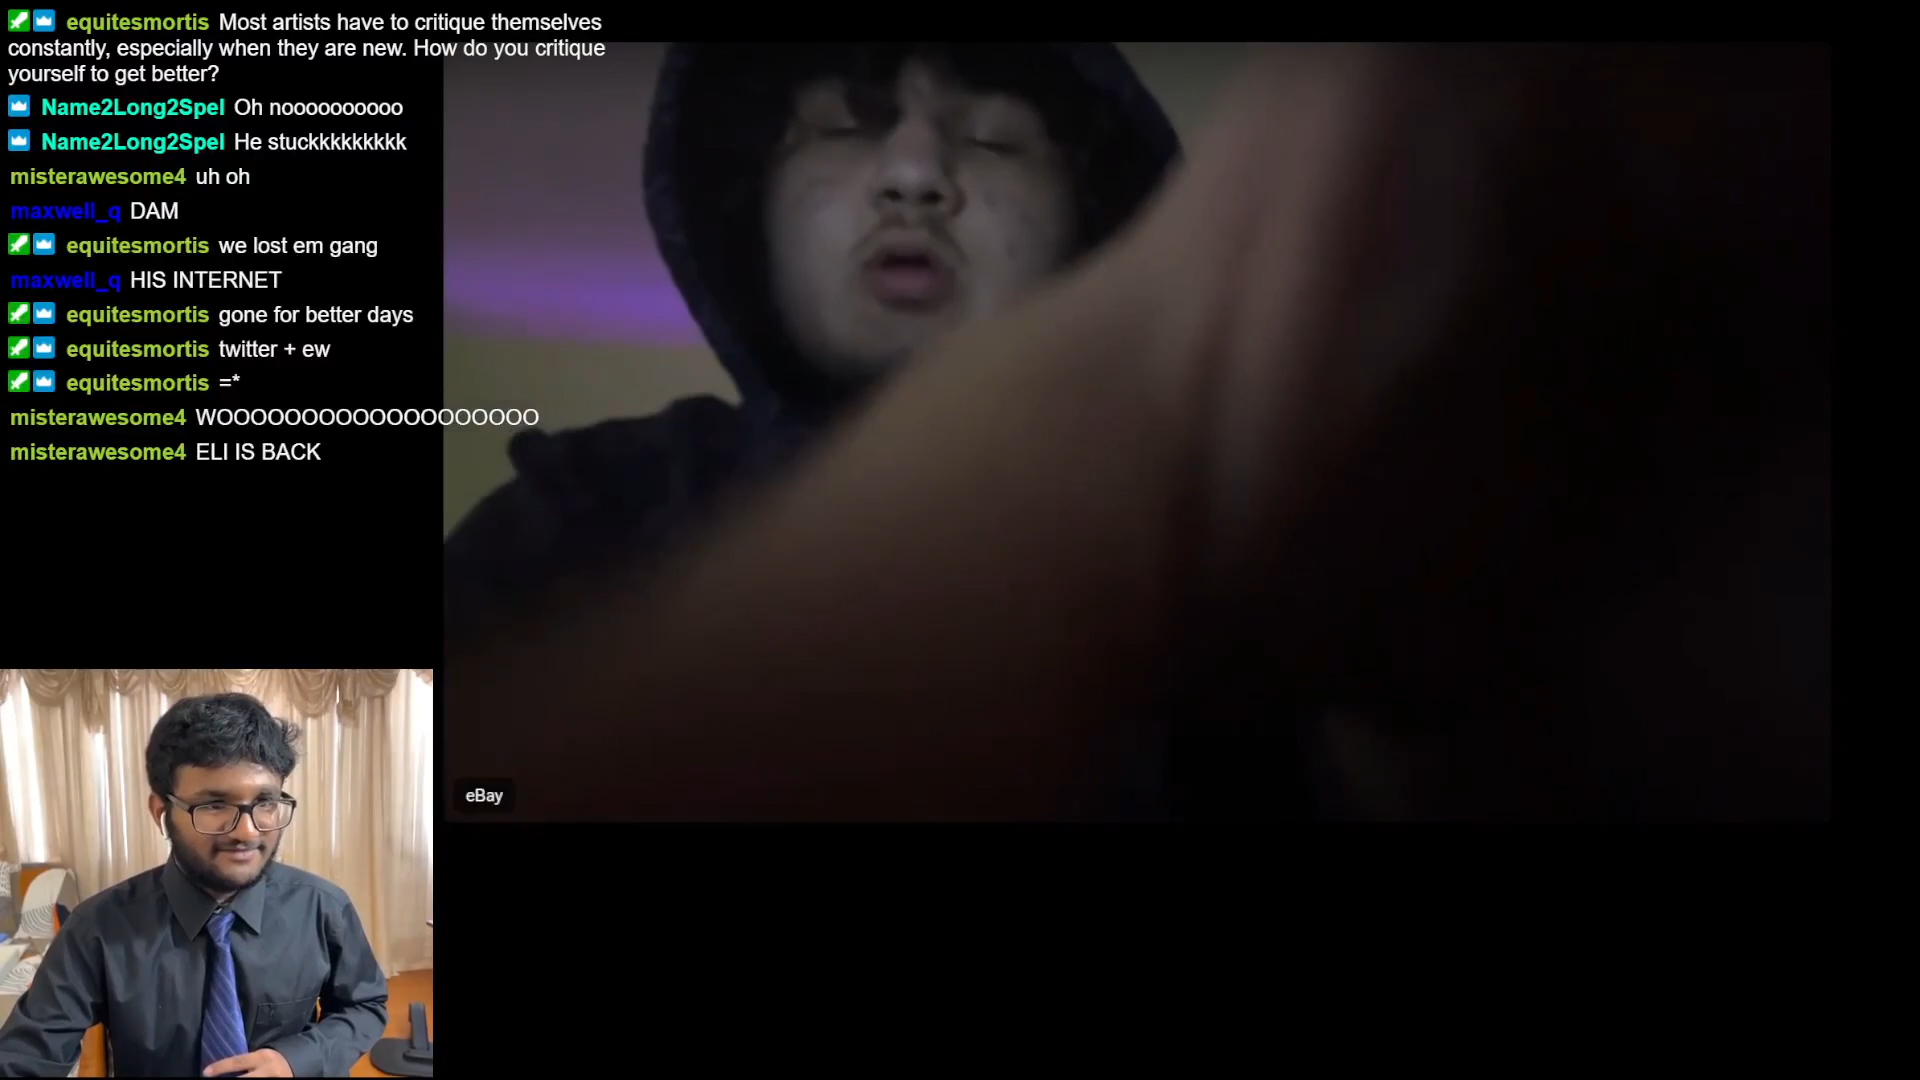 equitesmortis Most artists have to critique themselves
constantly, especially when they are new. How do you critique
yourself to get better?
Name2Long2Spel Oh noooooooooo
Name2Long2Spel He stuckkkkkkkkk
misterawesome4 uh oh
maxwell_q DAM
equitesmortis we lost em gang
maxwell_q HIS INTERNET
equitesmortis gone for better days
equitesmortis twitter + ew
equitesmortis =*
misterawesome4 WOOOOOOOOOOOOOOOOOOO
misterawesome4 ELI IS BACK
eBay